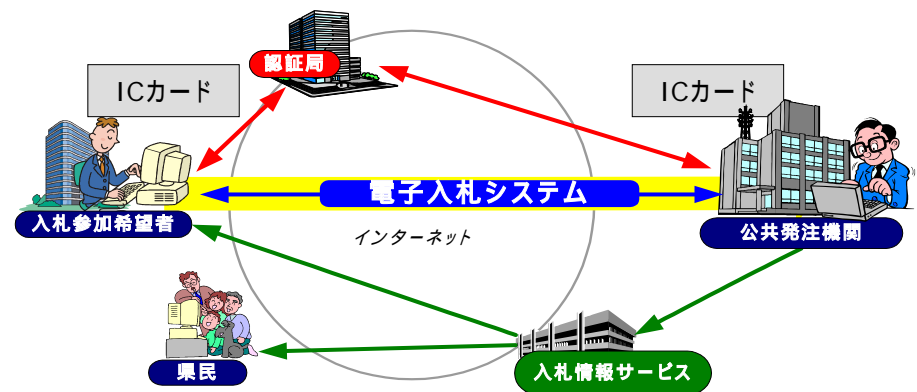 認証局
ICカード
ICカード
電子入札システム
入札参加希望者
インターネット
公共発注機関
県民
入札情報サービス